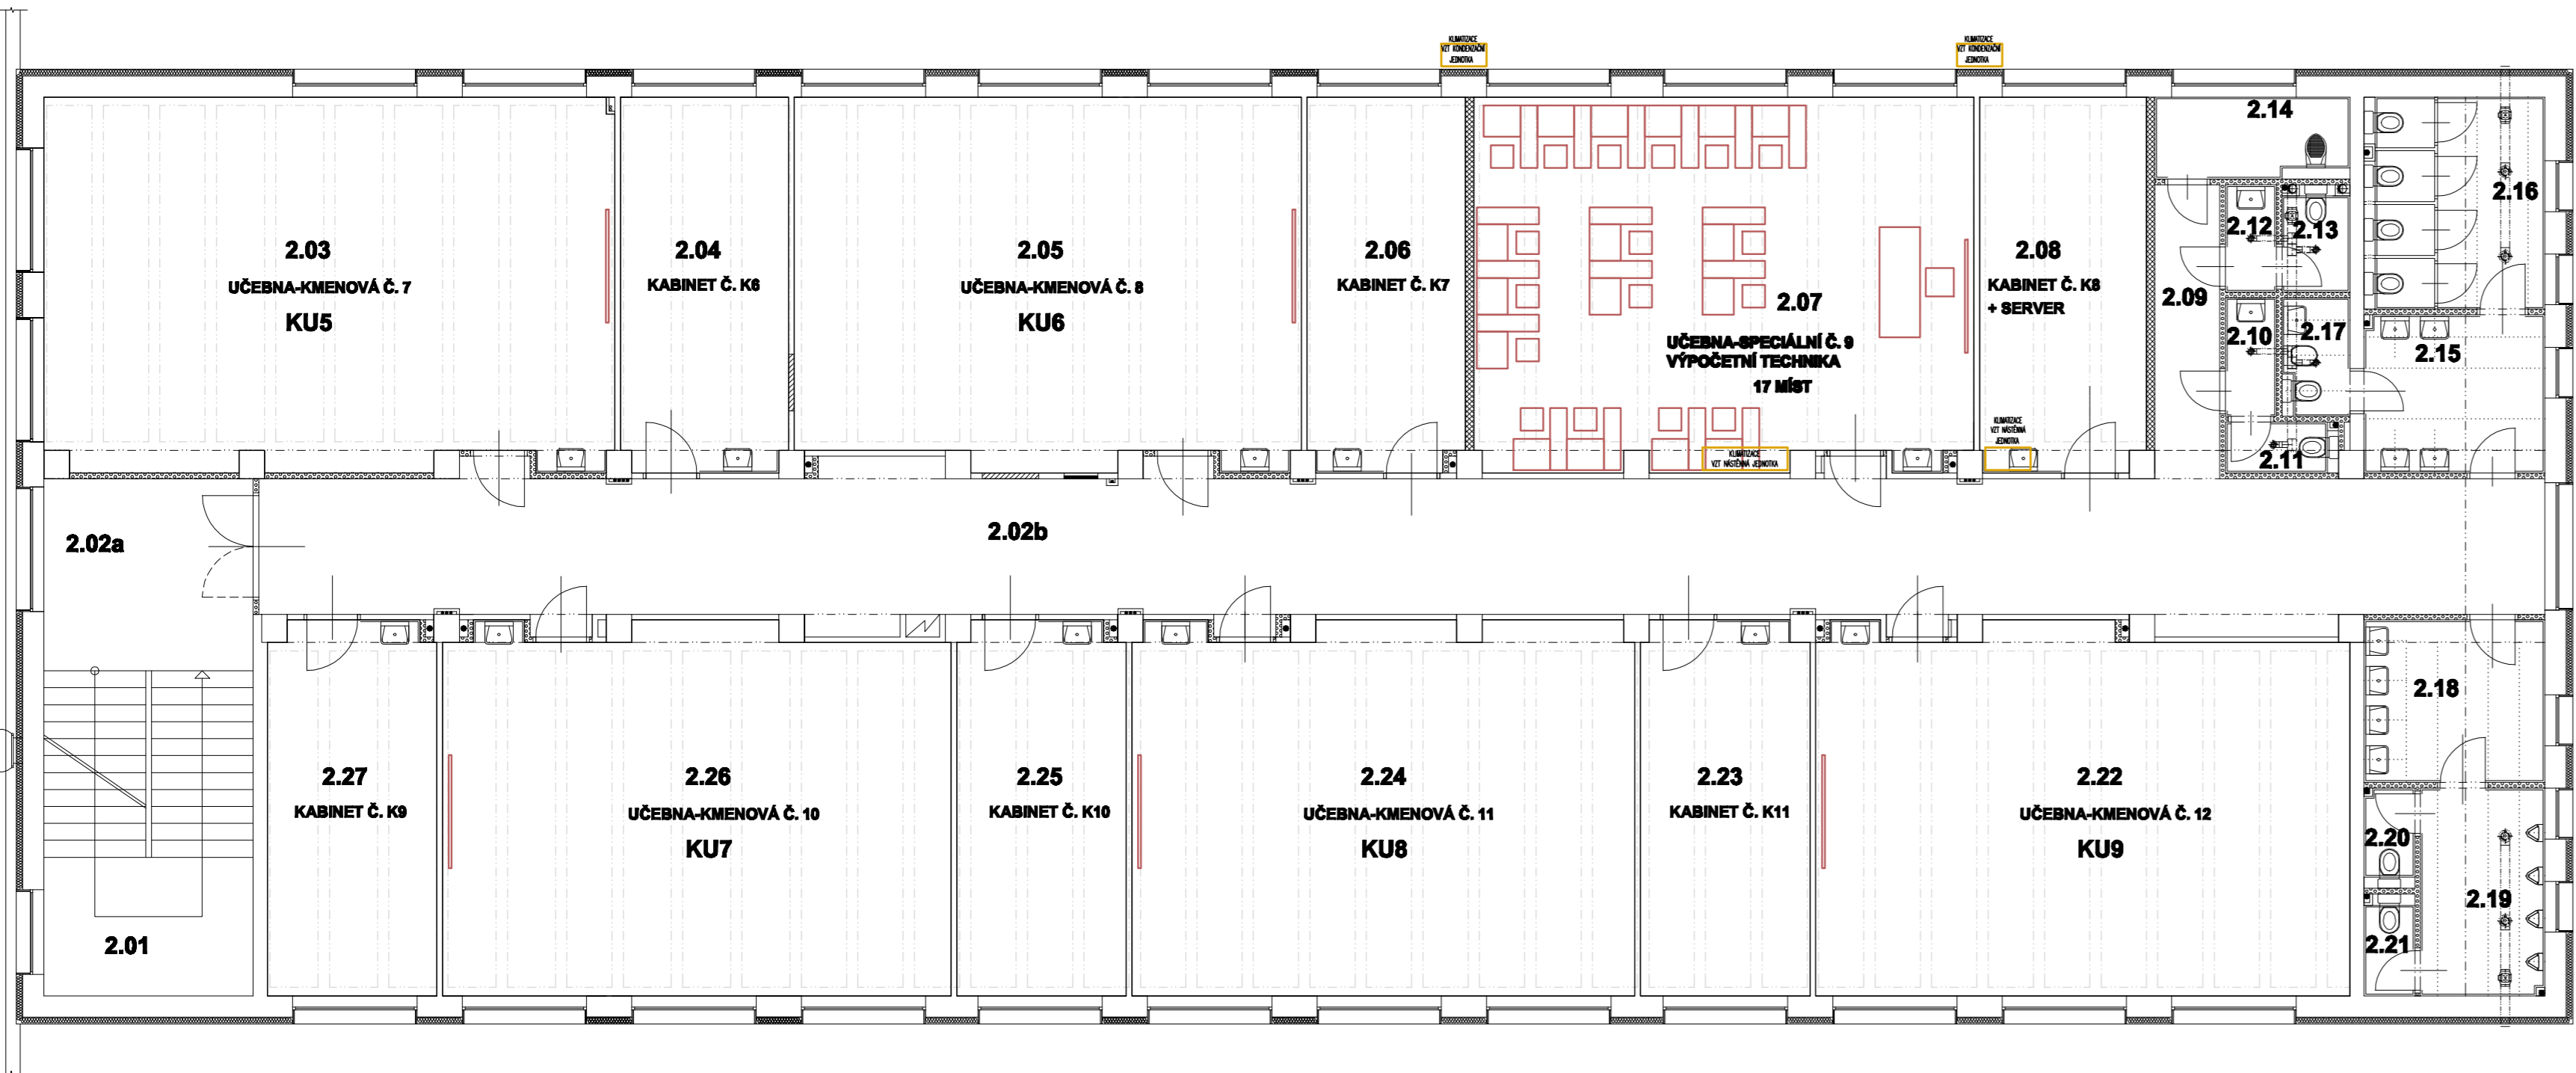 KLIMATIZACE
VZT KONDENZAČNÍ
JEDNOTKA
KLIMATIZACE
VZT KONDENZAČNÍ
JEDNOTKA
2.03
UČEBNA-KMENOVÁ Č. 7
KU5
2.04
KABINET Č. K6
2.05
UČEBNA-KMENOVÁ Č. 8
KU6
2.06
KABINET Č. K7
2.07
UČEBNA-SPECIÁLNÍ Č. 9
VÝPOČETNÍ TECHNIKA
17 MÍST
KLIMATIZACE
VZT NÁSTĚNNÁ JEDNOTKA
2.08
KABINET Č. K8
+ SERVER
KLIMATIZACE
VZT NÁSTĚNNÁ
JEDNOTKA
2.09
2.14
2.12
2.13
2.10
2.17
2.11
2.16
2.15
2.02a
2.02b
2.01
2.27
KABINET Č. K9
2.26
UČEBNA-KMENOVÁ Č. 10
KU7
2.25
KABINET Č. K10
2.24
UČEBNA-KMENOVÁ Č. 11
KU8
2.23
KABINET Č. K11
2.22
UČEBNA-KMENOVÁ Č. 12
KU9
2.18
2.20
2.19
2.21